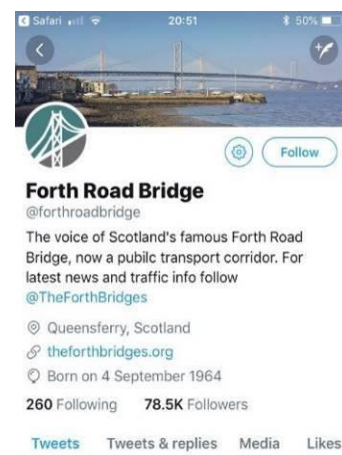 Safari 20:51 50%
Follow
Forth Road Bridge
@forthroadbridge
The voice of Scotland's famous Forth Road
Bridge, now a public transport corridor. For
latest news and traffic info follow
@TheForthBridges
Queensferry, Scotland
theforthbridges.org
Born on 4 September 1964
260 Following 78.5K Followers
Tweets Tweets & replies Media Likes